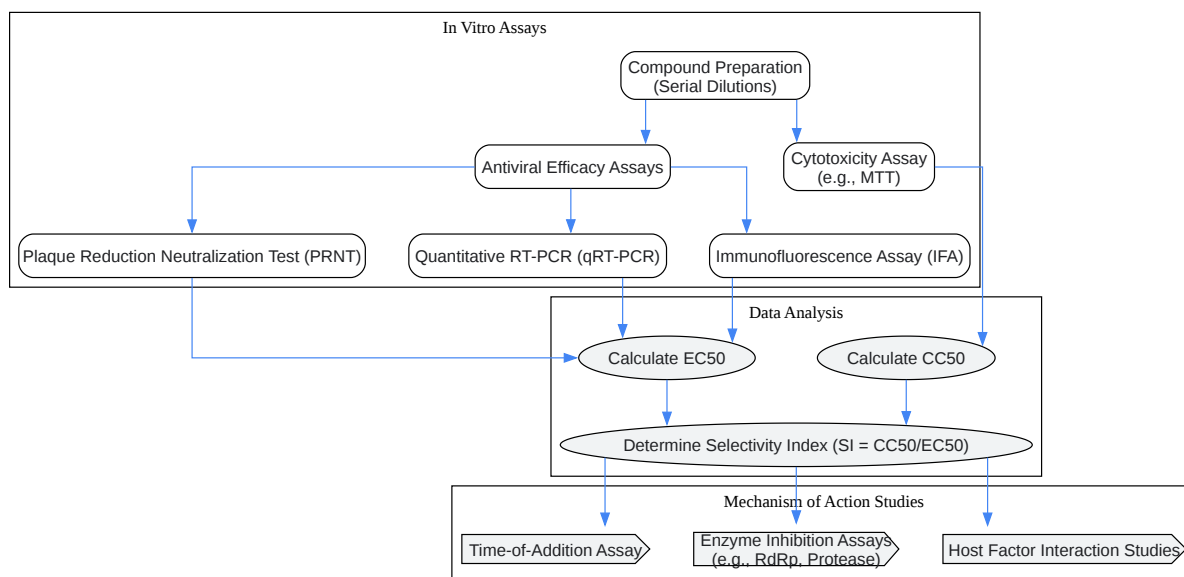 In Vitro Assays
Compound Preparation
(Serial Dilutions)
Antiviral Efficacy Assays
Cytotoxicity Assay
(e.g., MTT)
Plaque Reduction Neutralization Test (PRNT)
Quantitative RT-PCR (qRT-PCR)
Immunofluorescence Assay (IFA)
Data Analysis
Calculate EC50
Calculate CC50
Determine Selectivity Index (SI = CC50/EC50)
Mechanism of Action Studies
Time-of-Addition Assay
Enzyme Inhibition Assays
(e.g., RdRp, Protease)
Host Factor Interaction Studies